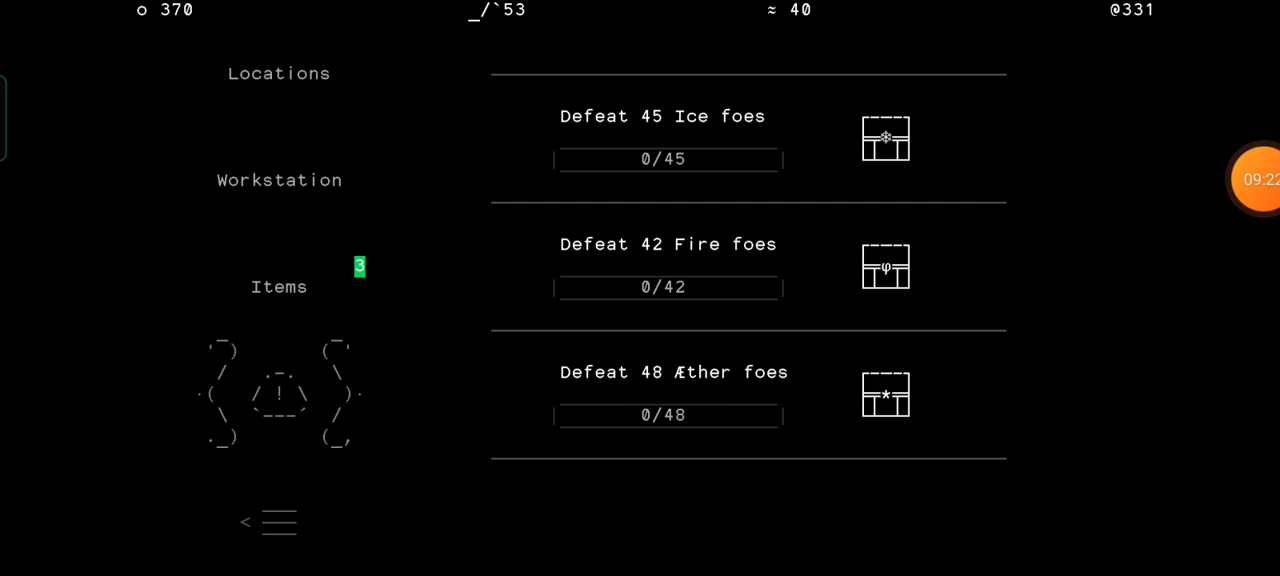 o 370
_/`53
≈ 40
@331
Locations
Workstation
3
Items
Defeat 45 Ice foes
0/45
❄
Defeat 42 Fire foes
0/42
φ
Defeat 48 Æther foes
0/48
*
!
<
09:22